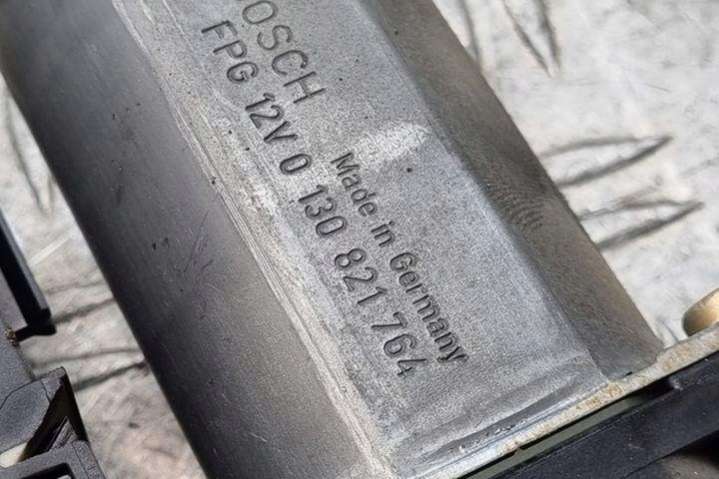 BOSCH
FPG 12V 0 130 821 764
Made in Germany